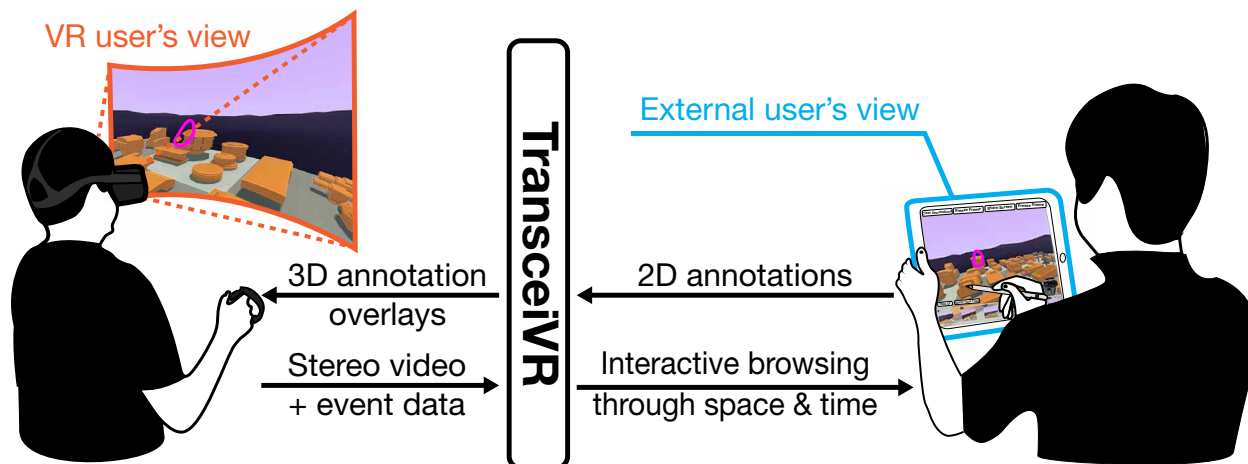 VR user's view
External user's view
TransceiVR
3D annotation
overlays
2D annotations
Stereo video
+ event data
Interactive browsing
through space & time